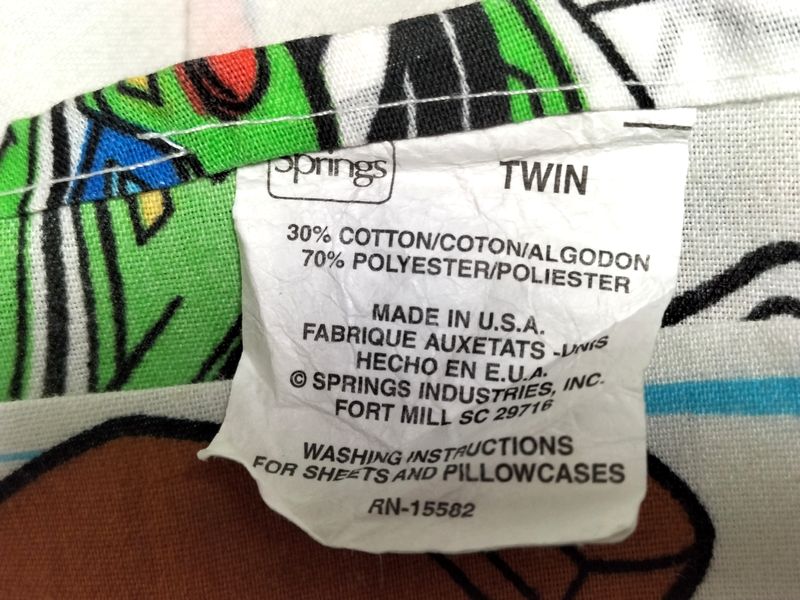 Springs
TWIN
30% COTTON/COTON/ALGODON
70% POLYESTER/POLIESTER
MADE IN U.S.A.
FABRIQUE AUXETATS -UNIS
HECHO EN E.U.A.
© SPRINGS INDUSTRIES, INC.
FORT MILL SC 29716
WASHING INSTRUCTIONS
FOR SHEETS AND PILLOWCASES
RN-15582